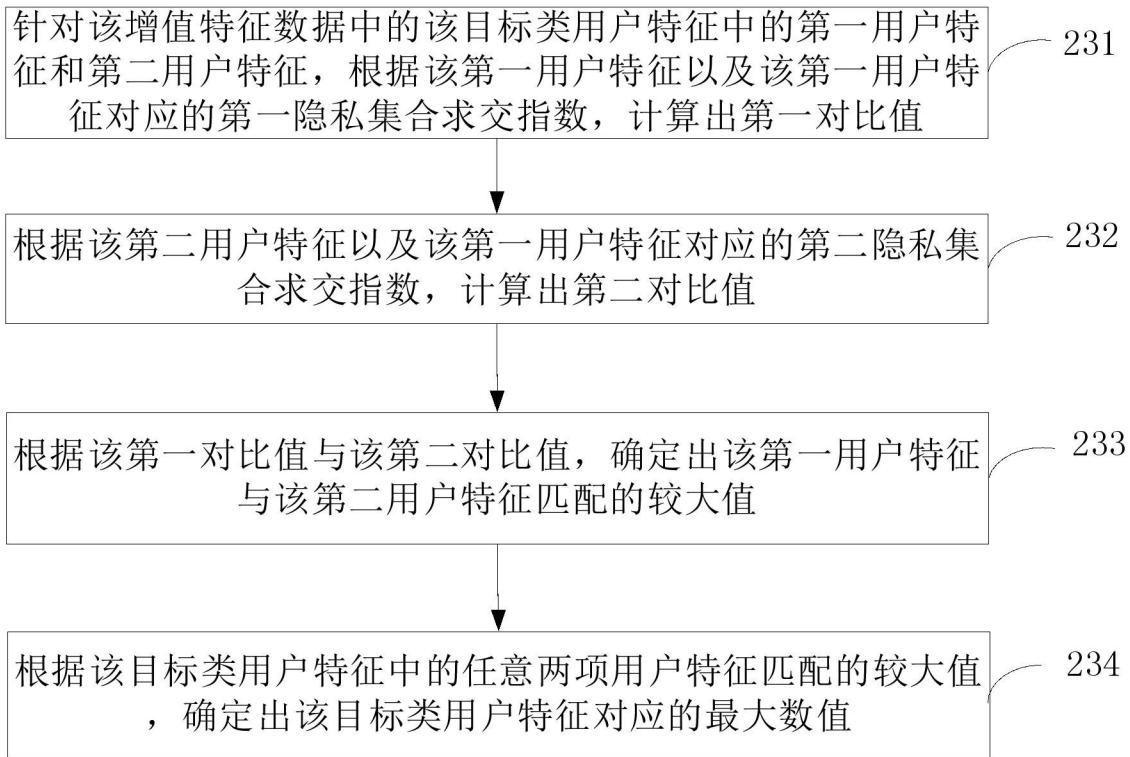 针对该增值特征数据中的该目标类用户特征中的第一用户特
征和第二用户特征，根据该第一用户特征以及该第一用户特
征对应的第一隐私集合求交指数，计算出第一对比值
231
根据该第二用户特征以及该第一用户特征对应的第二隐私集
合求交指数，计算出第二对比值
232
根据该第一对比值与该第二对比值，确定出该第一用户特征
与该第二用户特征匹配的较大值
233
根据该目标类用户特征中的任意两项用户特征匹配的较大值
，确定出该目标类用户特征对应的最大数值
234